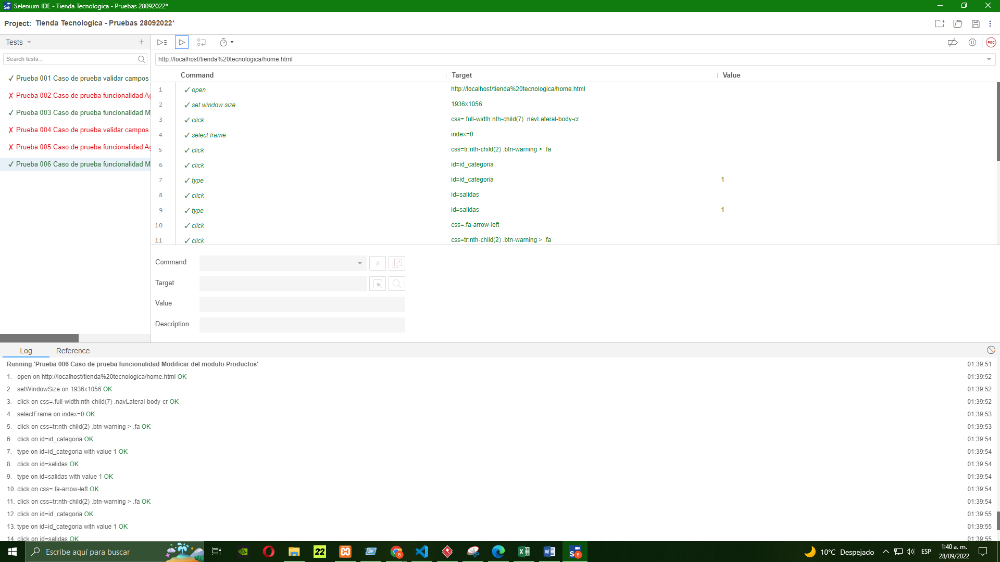 Selenium IDE - Tienda Tecnologica - Pruebas 28092022*
Project: Tienda Tecnologica - Pruebas 28092022*
Tests
Search tests...
✓ Prueba 001 Caso de prueba validar campos
✗ Prueba 002 Caso de prueba funcionalidad Ag
✓ Prueba 003 Caso de prueba funcionalidad M
✗ Prueba 004 Caso de prueba validar campos
✗ Prueba 005 Caso de prueba funcionalidad Ag
✓ Prueba 006 Caso de prueba funcionalidad M
REC
http://localhost/tienda%20tecnologica/home.html
Command Target Value
1 ✓ open http://localhost/tienda%20tecnologica/home.html
2 ✓ set window size 1936x1056
3 ✓ click css=.full-width:nth-child(7) .navLateral-body-cr
4 ✓ select frame index=0
5 ✓ click css=tr:nth-child(2) .btn-warning > .fa
6 ✓ click id=id_categoria
7 ✓ type id=id_categoria 1
8 ✓ click id=salidas
9 ✓ type id=salidas 1
10 ✓ click css=.fa-arrow-left
11 ✓ click css=tr:nth-child(2) .btn-warning > .fa
Command //
Target
Value
Description
Log Reference
Running 'Prueba 006 Caso de prueba funcionalidad Modificar del modulo Productos' 01:39:51
1. open on http://localhost/tienda%20tecnologica/home.html OK 01:39:52
2. setWindowSize on 1936x1056 OK 01:39:52
3. click on css=.full-width:nth-child(7) .navLateral-body-cr OK 01:39:52
4. selectFrame on index=0 OK 01:39:53
5. click on css=tr:nth-child(2) .btn-warning > .fa OK 01:39:53
6. click on id=id_categoria OK 01:39:54
7. type on id=id_categoria with value 1 OK 01:39:54
8. click on id=salidas OK 01:39:54
9. type on id=salidas with value 1 OK 01:39:54
10. click on css=.fa-arrow-left OK 01:39:54
11. click on css=tr:nth-child(2) .btn-warning > .fa OK 01:39:54
12. click on id=id_categoria OK 01:39:55
13. type on id=id_categoria with value 1 OK 01:39:55
14. click on id=salidas OK 01:39:55
Escribe aquí para buscar
22
10°C Despejado
ESP
1:40 a. m.
28/09/2022